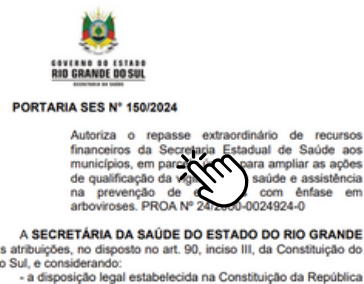 GOVERNO DO ESTADO
RIO GRANDE DO SUL
SECRETARIA DA SAÚDE
PORTARIA SES N° 150/2024
Autoriza o repasse extraordinário de recursos
financeiros da Secretaria Estadual de Saúde aos
municípios, em para ampliar as ações
de qualificação da saúde e assistência
na prevenção de com ênfase em
arboviroses. PROA Nº -0024924-0
A SECRETÁRIA DA SAÚDE DO ESTADO DO RIO GRANDE
s atribuições, no disposto no art. 90, inciso III, da Constituição do
o Sul, e considerando:
- a disposição legal estabelecida na Constituição da República